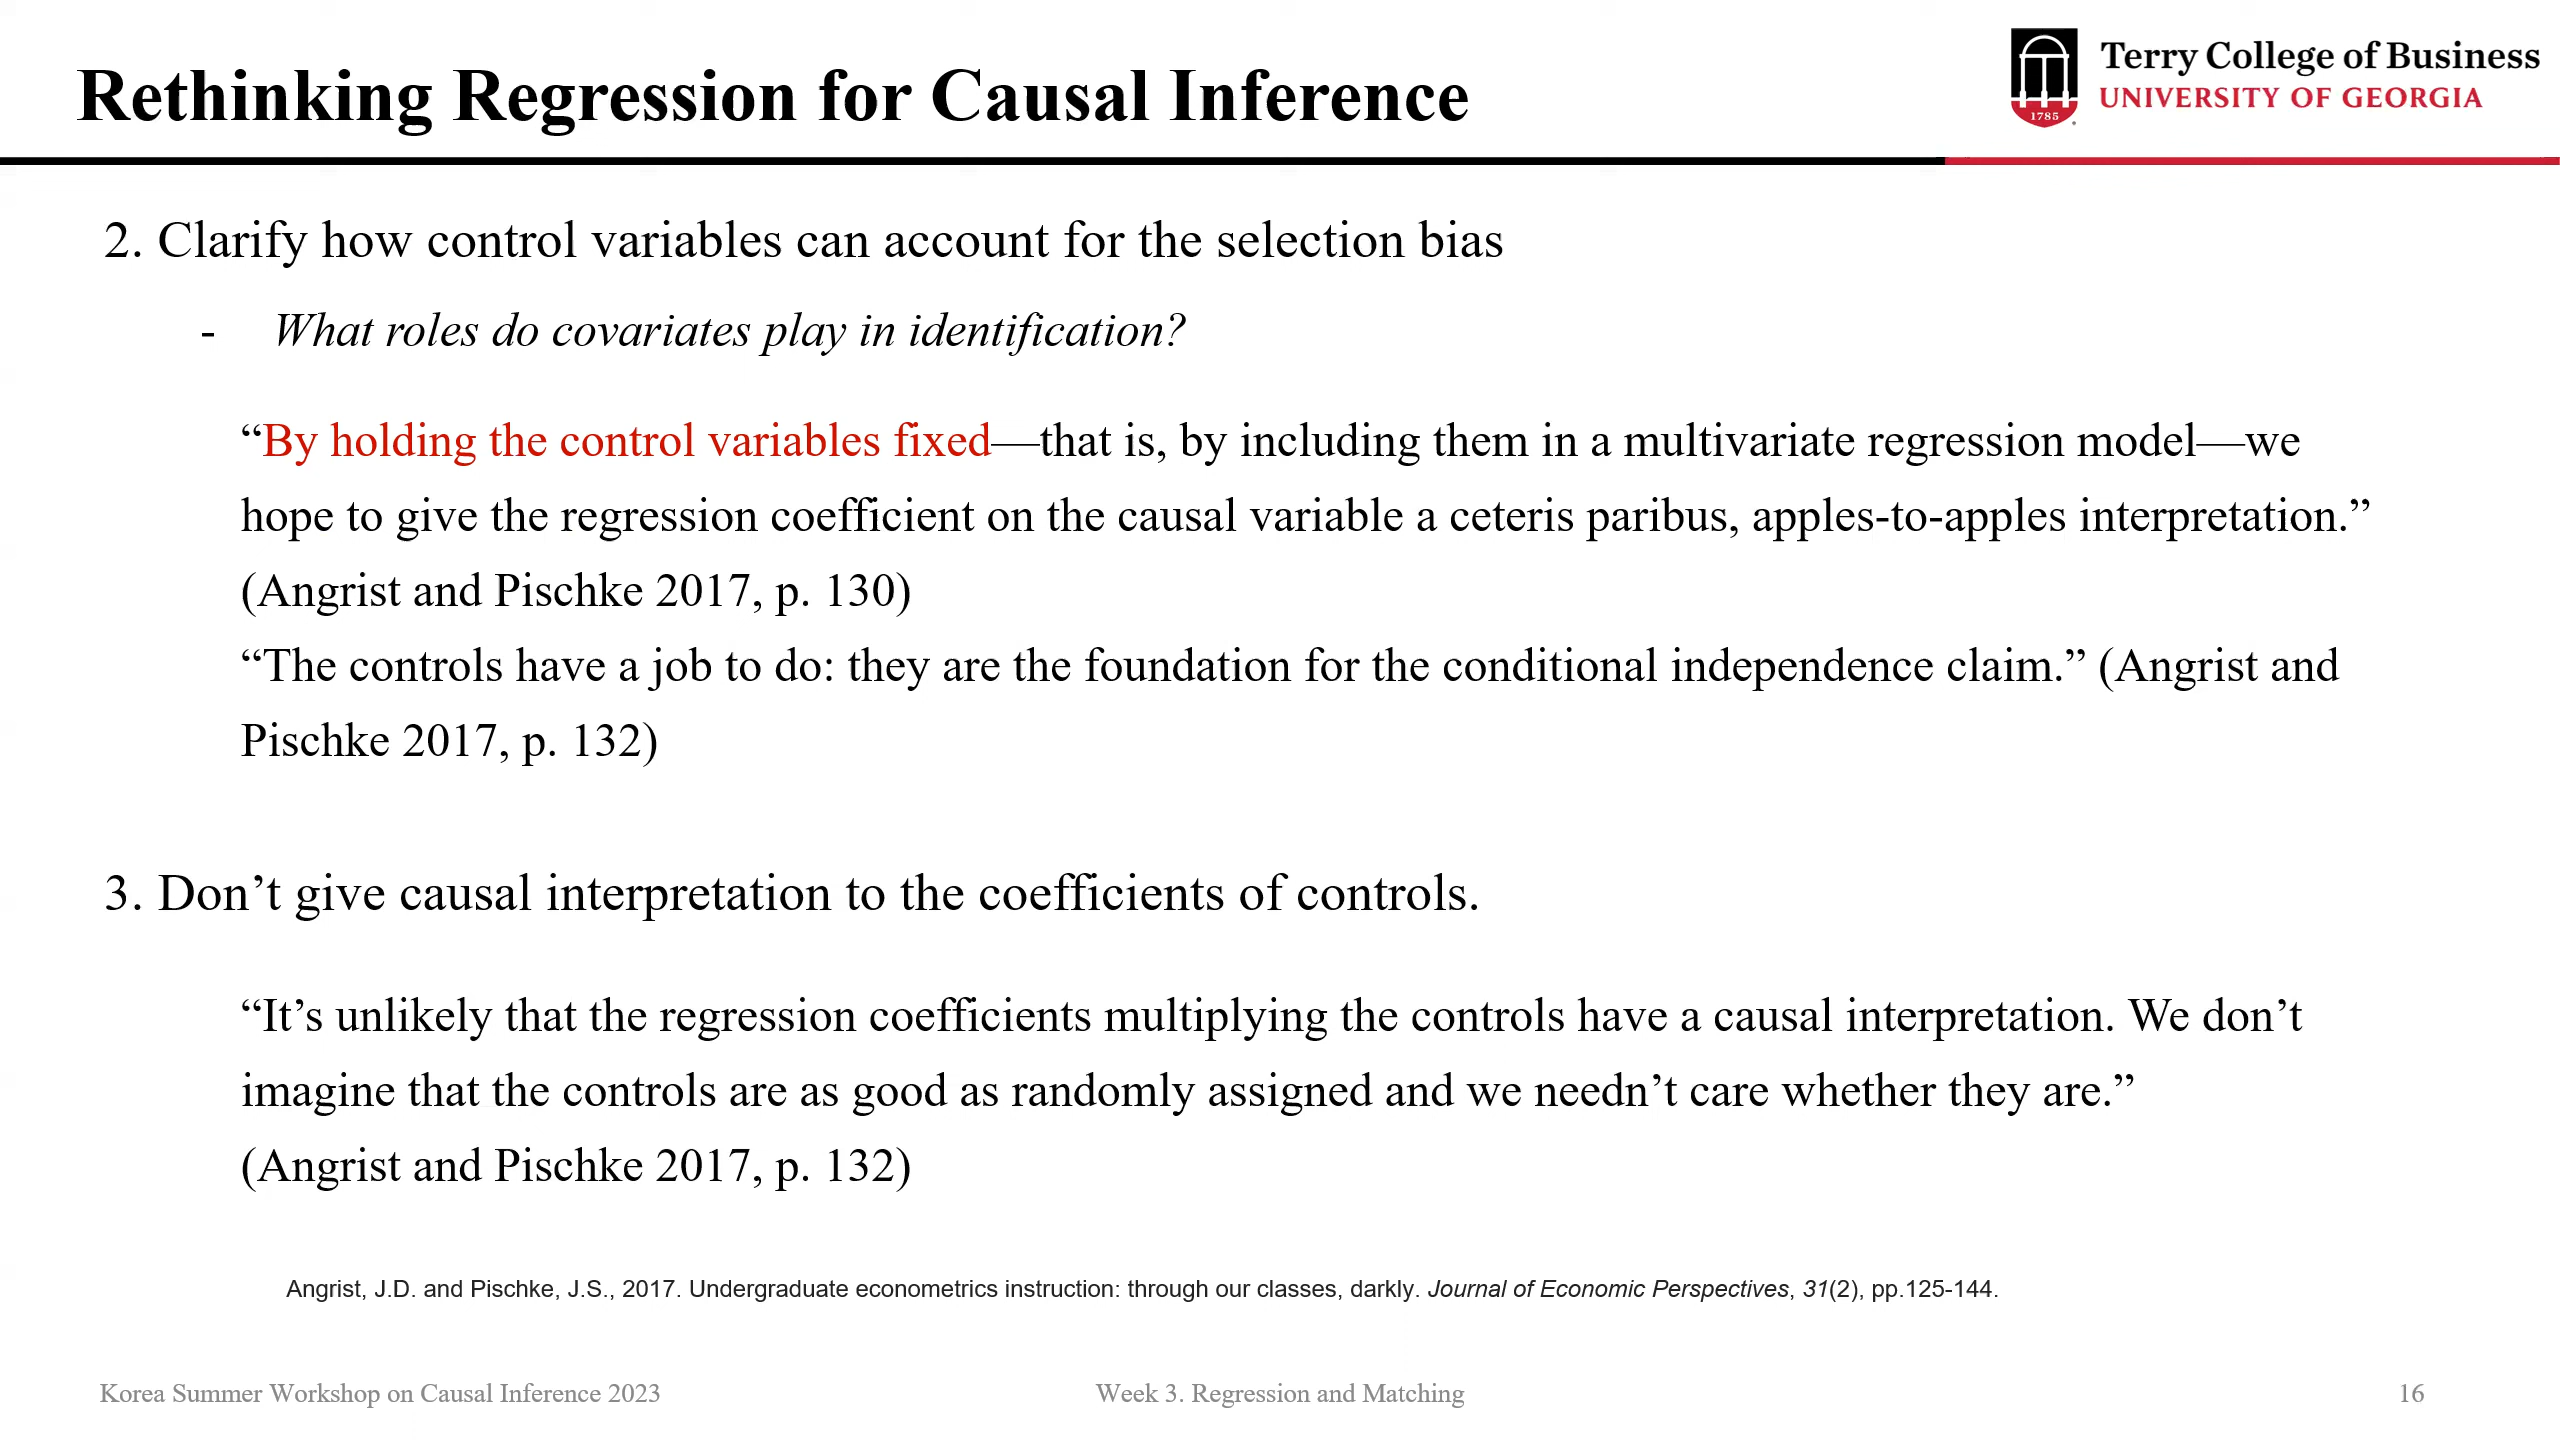 Rethinking Regression for Causal Inference
Terry College of Business
UNIVERSITY OF GEORGIA
1785
2. Clarify how control variables can account for the selection bias
- What roles do covariates play in identification?
“By holding the control variables fixed—that is, by including them in a multivariate regression model—we
hope to give the regression coefficient on the causal variable a ceteris paribus, apples-to-apples interpretation.”
(Angrist and Pischke 2017, p. 130)
“The controls have a job to do: they are the foundation for the conditional independence claim.” (Angrist and
Pischke 2017, p. 132)
3. Don’t give causal interpretation to the coefficients of controls.
“It’s unlikely that the regression coefficients multiplying the controls have a causal interpretation. We don’t
imagine that the controls are as good as randomly assigned and we needn’t care whether they are.”
(Angrist and Pischke 2017, p. 132)
Angrist, J.D. and Pischke, J.S., 2017. Undergraduate econometrics instruction: through our classes, darkly. Journal of Economic Perspectives, 31(2), pp.125-144.
Korea Summer Workshop on Causal Inference 2023
Week 3. Regression and Matching
16